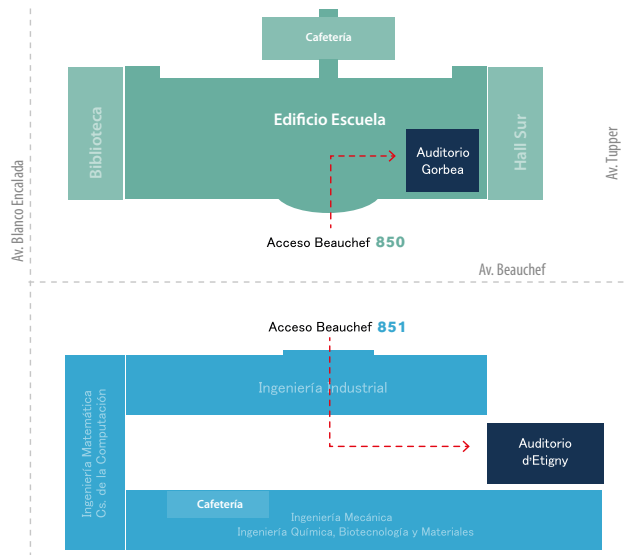 Cafetería
Biblioteca
Edificio Escuela
Auditorio
Gorbea
Hall Sur
Av. Tupper
Av. Blanco Encalada
Acceso Beauchef 850
Av. Beauchef
Acceso Beauchef 851
Ingeniería Industrial
Ingeniería Matemática
Cs. de la Computación
Auditorio
d'Etigny
Cafetería
Ingeniería Mecánica
Ingeniería Química, Biotecnología y Materiales